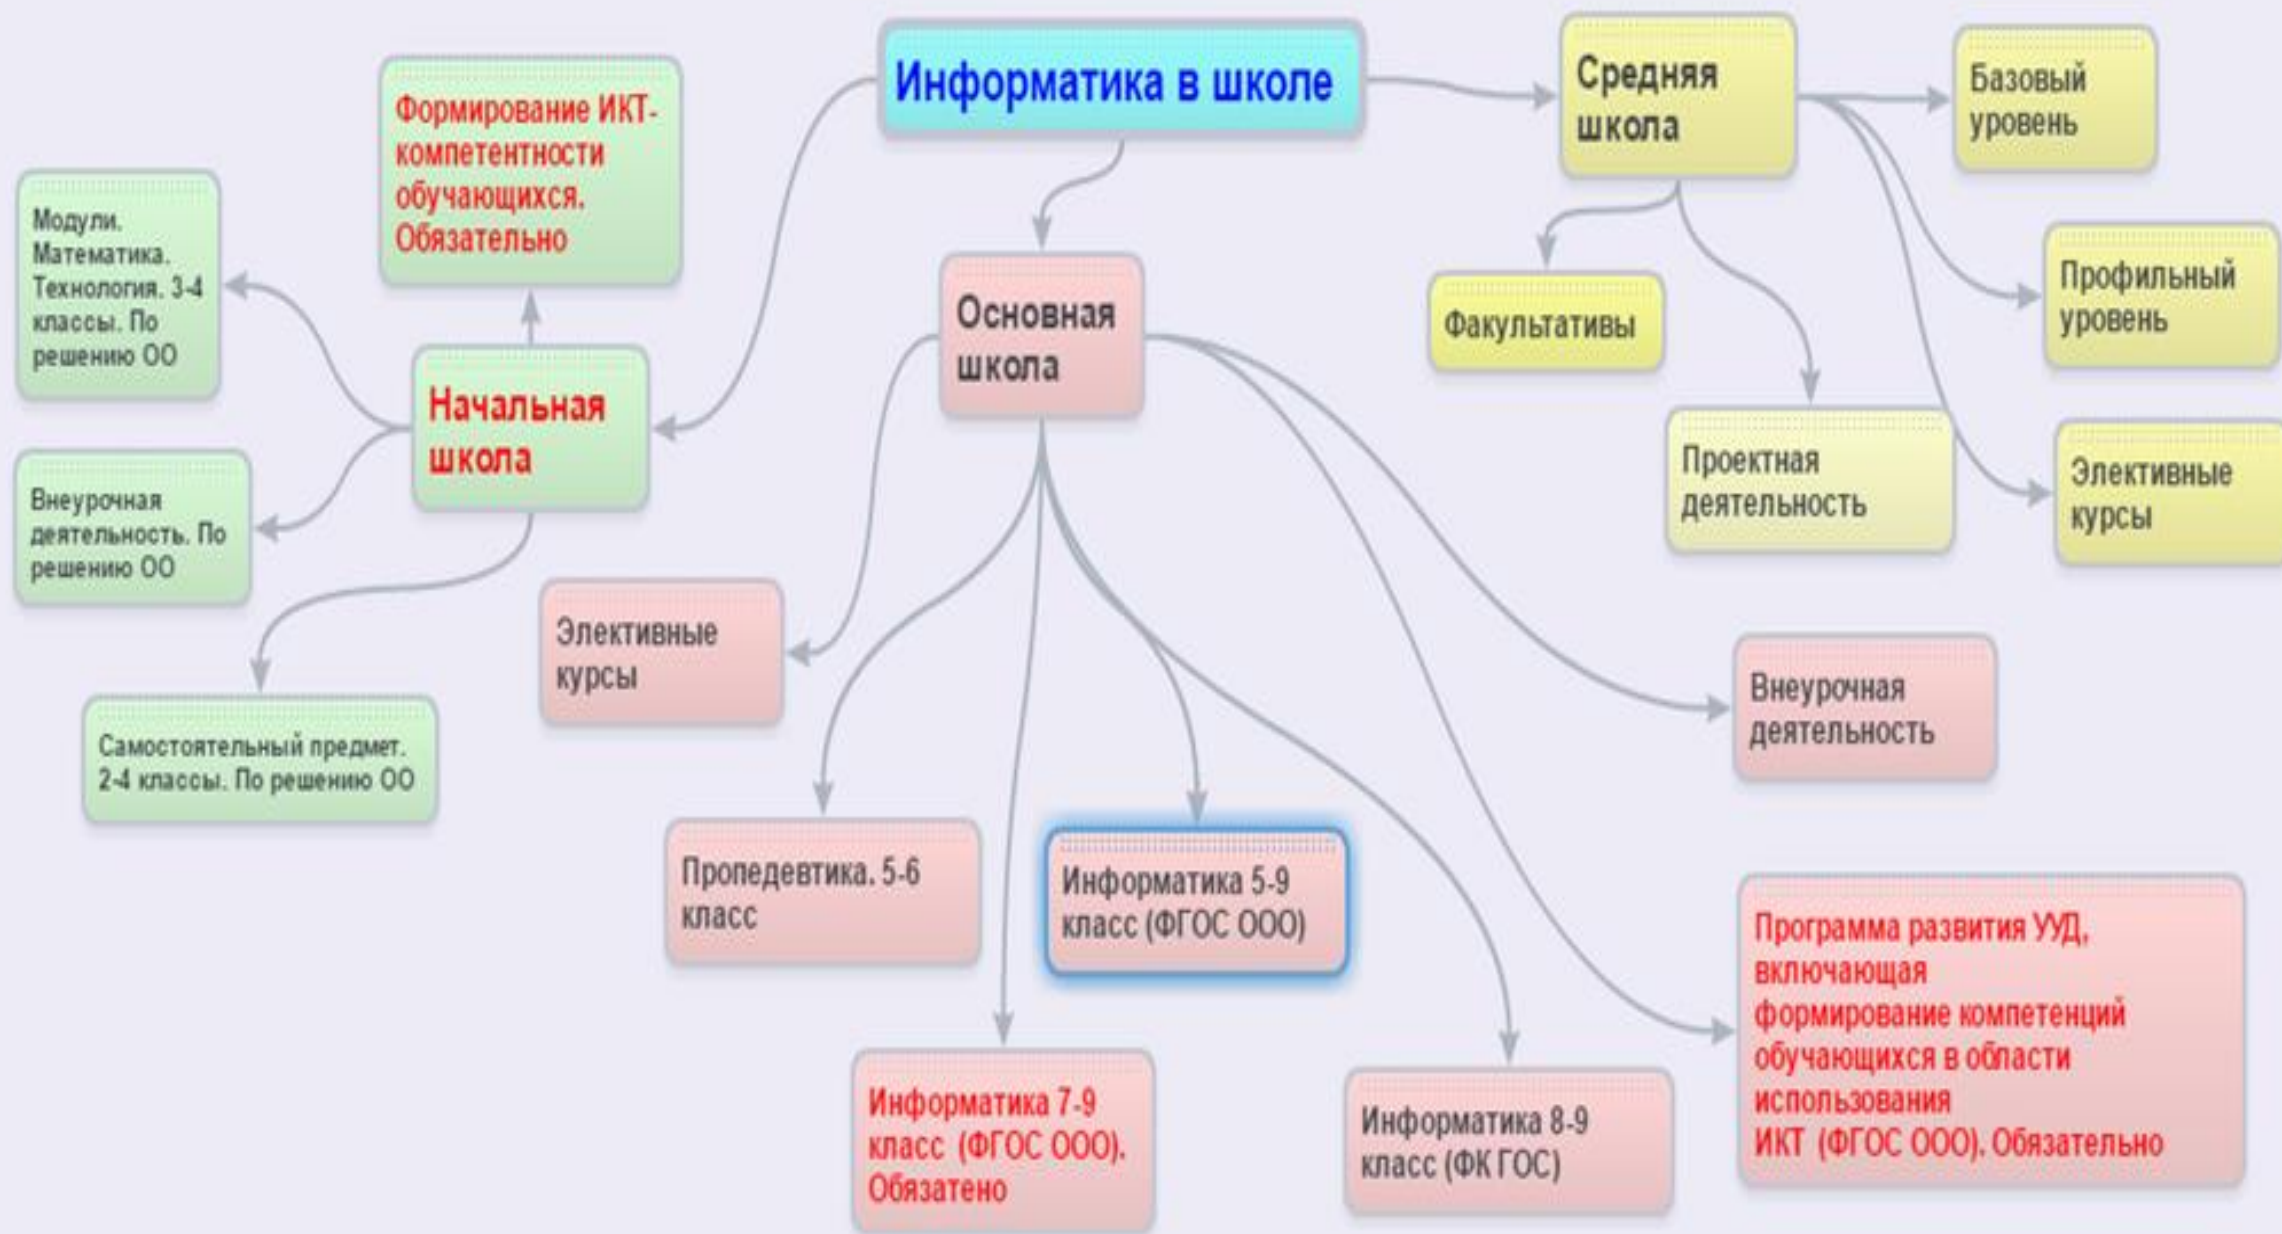 Информатика в школе
Средняя
школа
Базовый
уровень
Профильный
уровень
Элективные
курсы
Факультативы
Проектная
деятельность
Формирование ИКТ-
компетентности
обучающихся.
Обязательно
Модули.
Математика.
Технология. 3-4
классы. По
решению ОО
Начальная
школа
Внеурочная
деятельность. По
решению ОО
Самостоятельный предмет.
2-4 классы. По решению ОО
Основная
школа
Элективные
курсы
Пропедевтика. 5-6
класс
Информатика 7-9
класс (ФГОС ООО).
Обязатено
Информатика 5-9
класс (ФГОС ООО)
Информатика 8-9
класс (ФК ГОС)
Внеурочная
деятельность
Программа развития УУД,
включающая
формирование компетенций
обучающихся в области
использования
ИКТ (ФГОС ООО). Обязательно